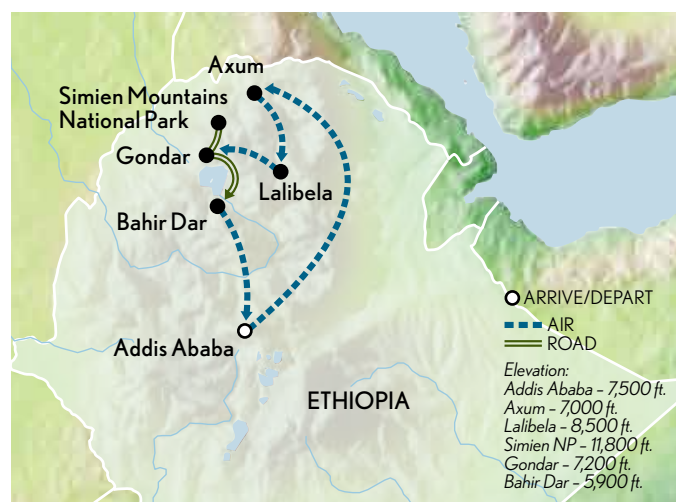 Axum
Simien Mountains
National Park
Gondar
Lalibela
Bahir Dar
Addis Ababa
ETHIOPIA
ARRIVE/DEPART
AIR
ROAD
Elevation:
Addis Ababa – 7,500 ft.
Axum – 7,000 ft.
Lalibela – 8,500 ft.
Simien NP – 11,800 ft.
Gondar – 7,200 ft.
Bahir Dar – 5,900 ft.